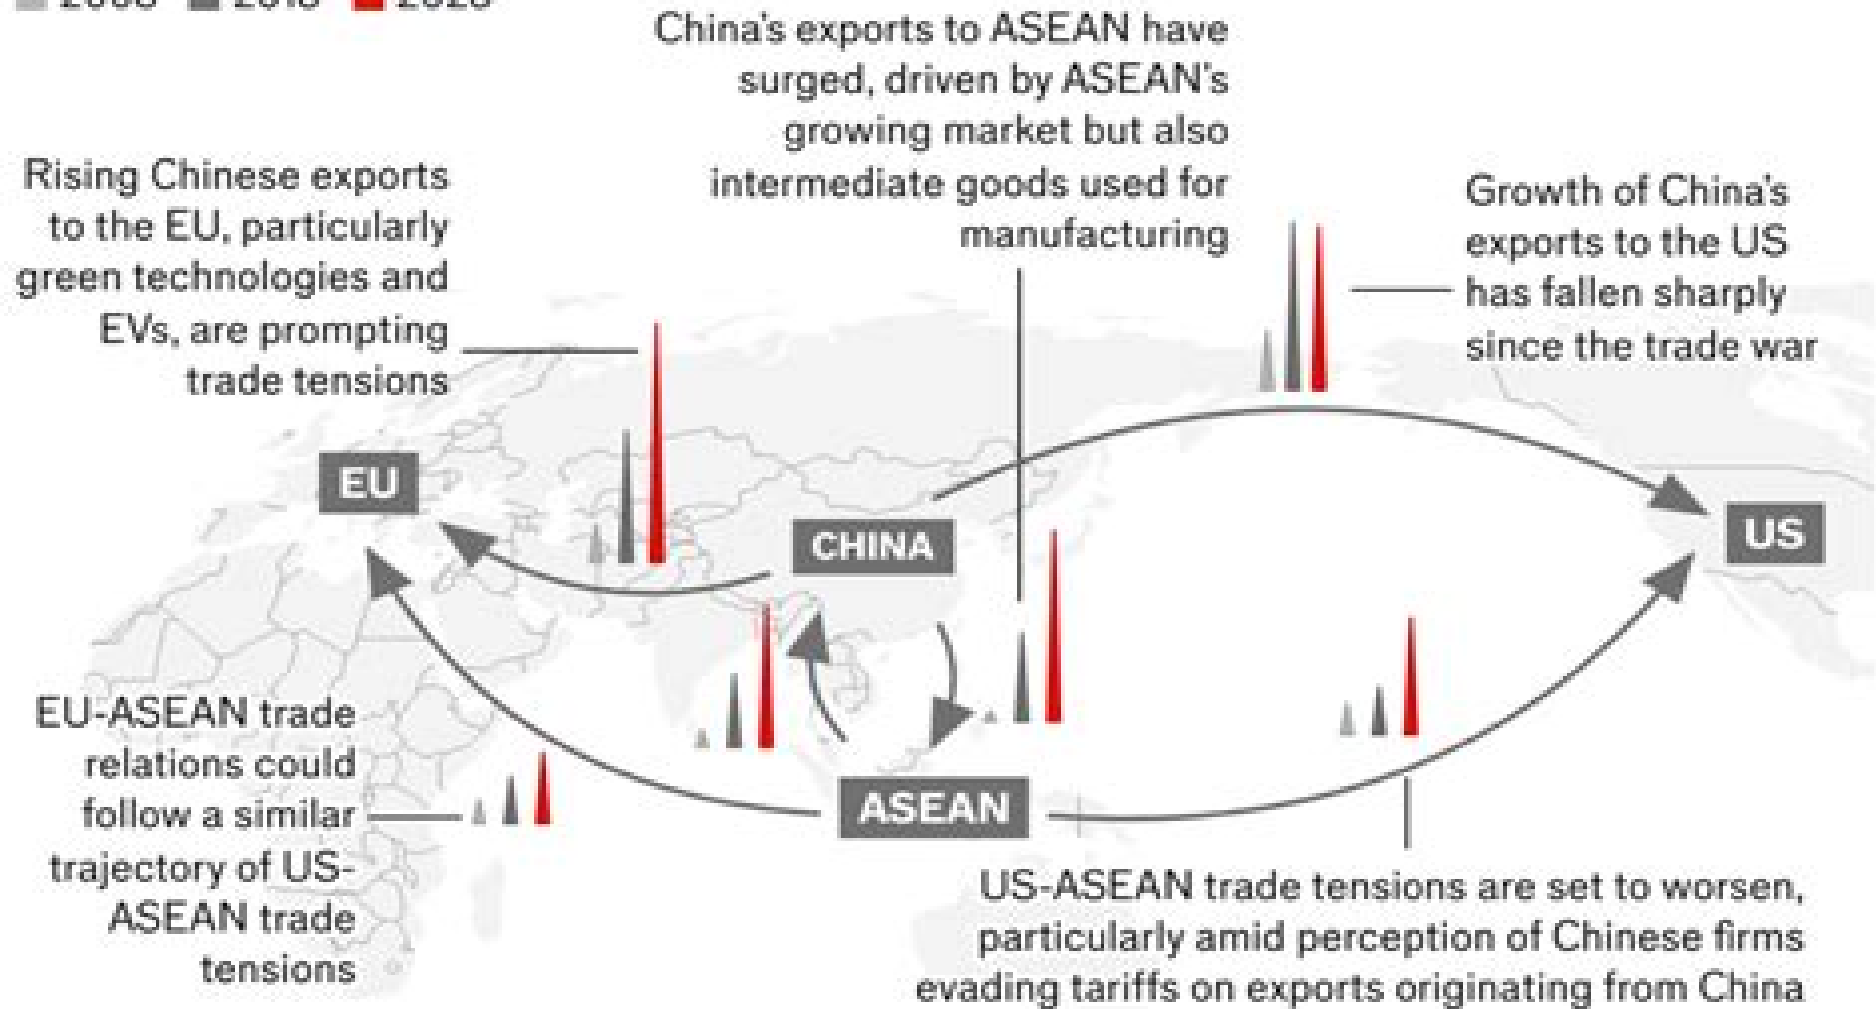 China's exports to ASEAN have
surged, driven by ASEAN's
growing market but also
intermediate goods used for
manufacturing
Rising Chinese exports
to the EU, particularly
green technologies and
EVs, are prompting
trade tensions
Growth of China's
exports to the US
has fallen sharply
since the trade war
EU
CHINA
US
EU-ASEAN trade
relations could
follow a similar
trajectory of US-
ASEAN trade
tensions
ASEAN
US-ASEAN trade tensions are set to worsen,
particularly amid perception of Chinese firms
evading tariffs on exports originating from China